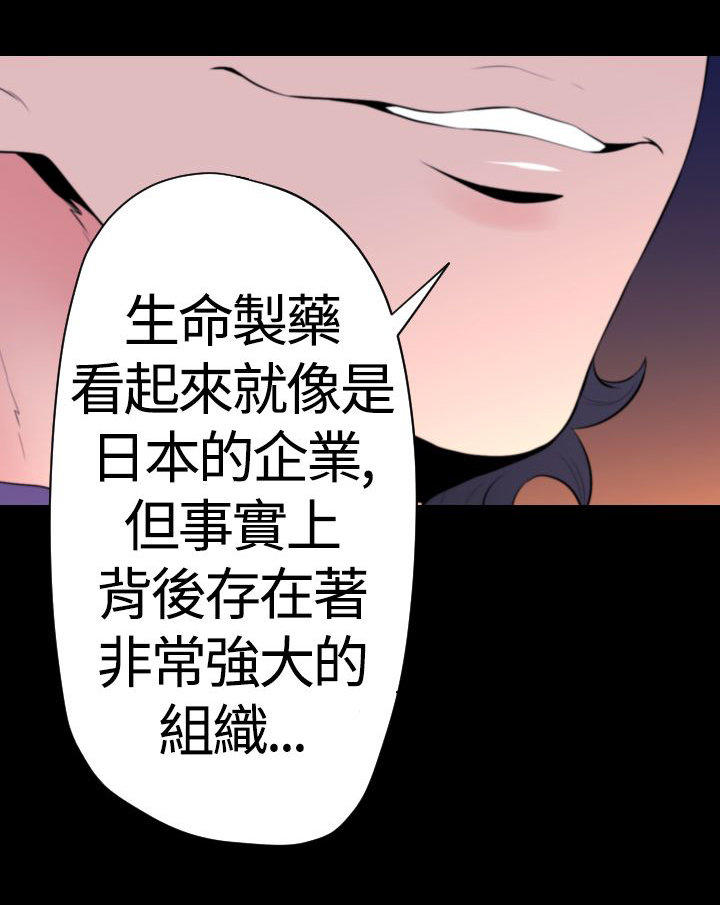 生命製藥
看起來就像是
日本的企業,
但事實上
背後存在著
非常強大的
組織...